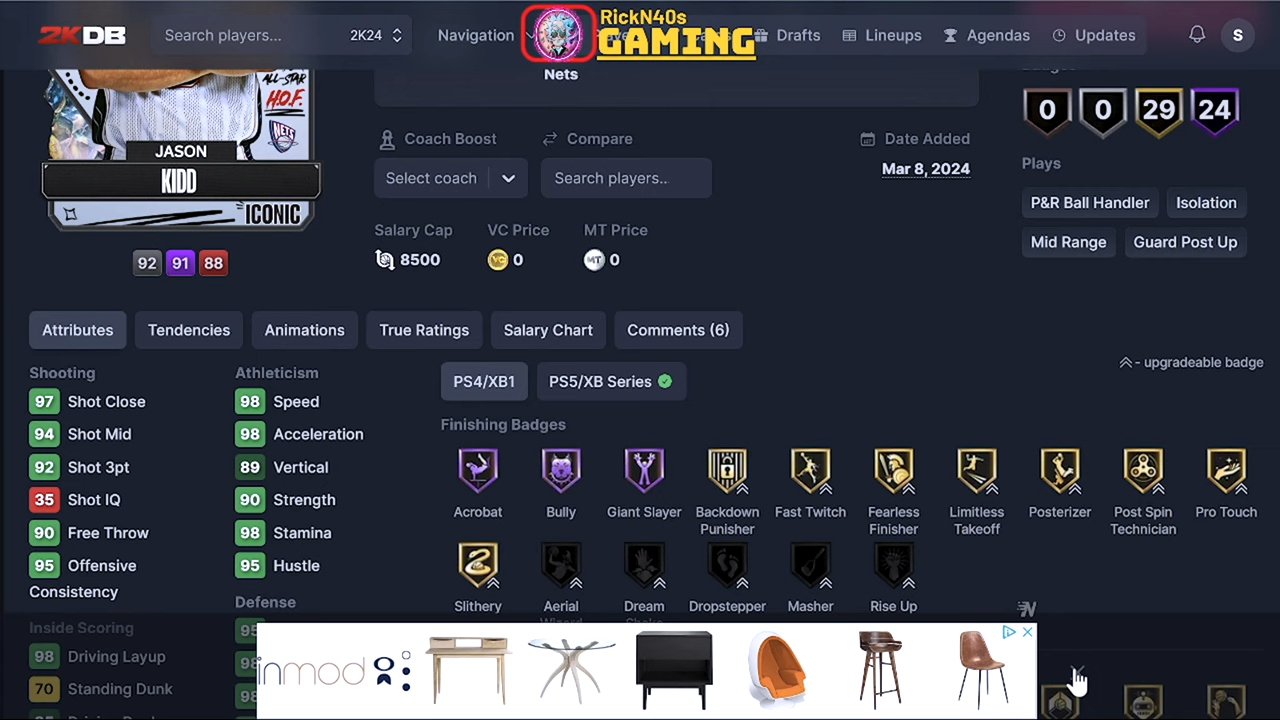 2KDB
Search players...
2K24
Navigation
RickN40s
GAMING
Drafts
Lineups
Agendas
Updates
S
ALL-STAR
H.O.F.
NETS
JASON
KIDD
ICONIC
92 91 88
Nets
Coach Boost
Compare
Date Added
Select coach
Search players..
Mar 8, 2024
Salary Cap
VC Price
MT Price
8500
VC 0
MT 0
0 0 29 24
Plays
P&R Ball Handler
Isolation
Mid Range
Guard Post Up
Attributes
Tendencies
Animations
True Ratings
Salary Chart
Comments (6)
- upgradeable badge
Shooting
97 Shot Close
94 Shot Mid
92 Shot 3pt
35 Shot IQ
90 Free Throw
95 Offensive
Consistency
Inside Scoring
98 Driving Layup
70 Standing Dunk
Athleticism
98 Speed
98 Acceleration
89 Vertical
90 Strength
98 Stamina
95 Hustle
Defense
PS4/XB1
PS5/XB Series
Finishing Badges
Acrobat
Bully
Giant Slayer
Backdown
Punisher
Fast Twitch
Fearless
Finisher
Limitless
Takeoff
Posterizer
Post Spin
Technician
Pro Touch
Slithery
Aerial
Dream
Dropstepper
Masher
Rise Up
inmod